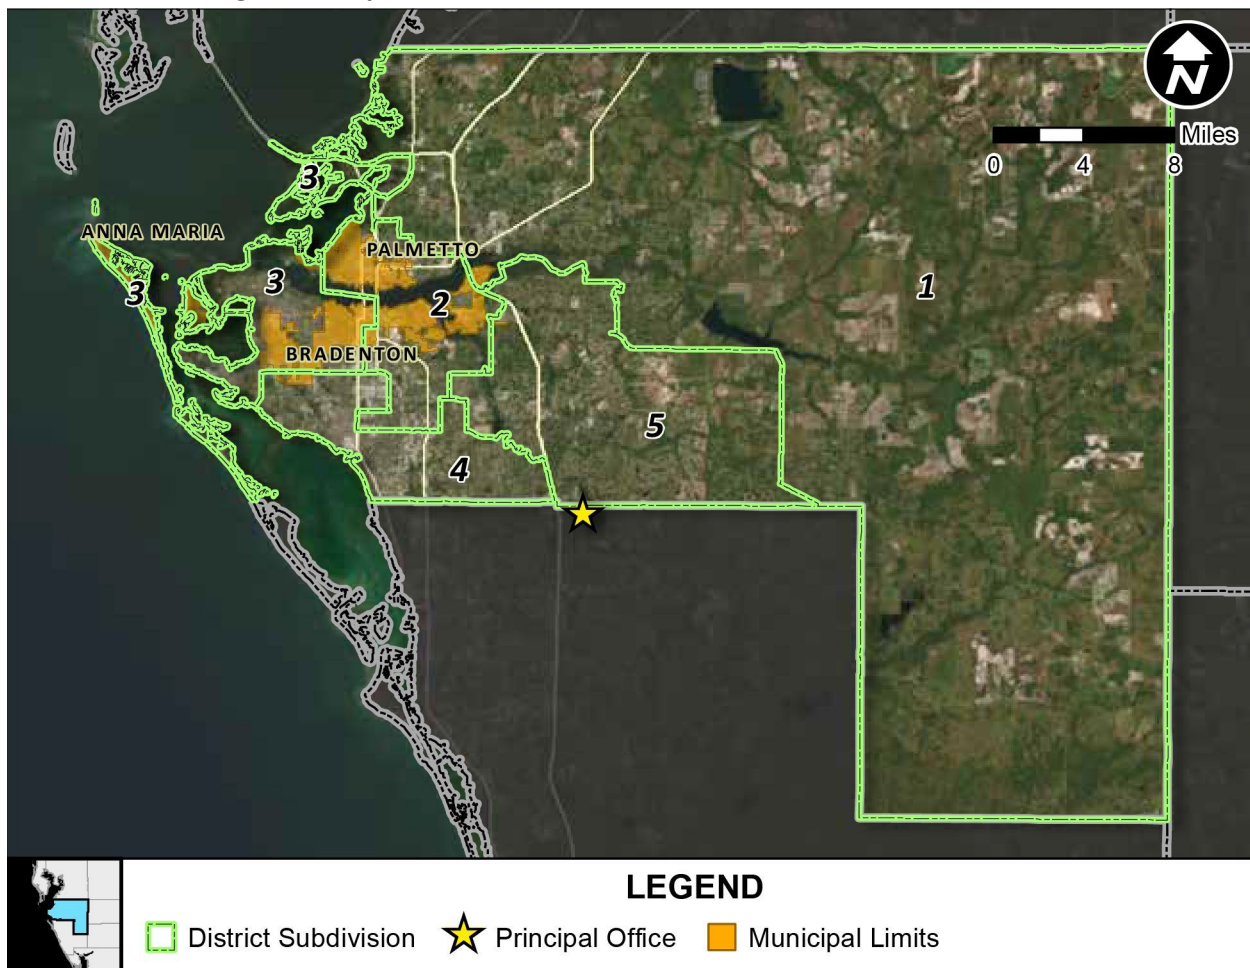 N
Miles
0 4 8
3
ANNA MARIA
PALMETTO
3
3
2
1
BRADENTON
5
4
LEGEND
District Subdivision Principal Office Municipal Limits